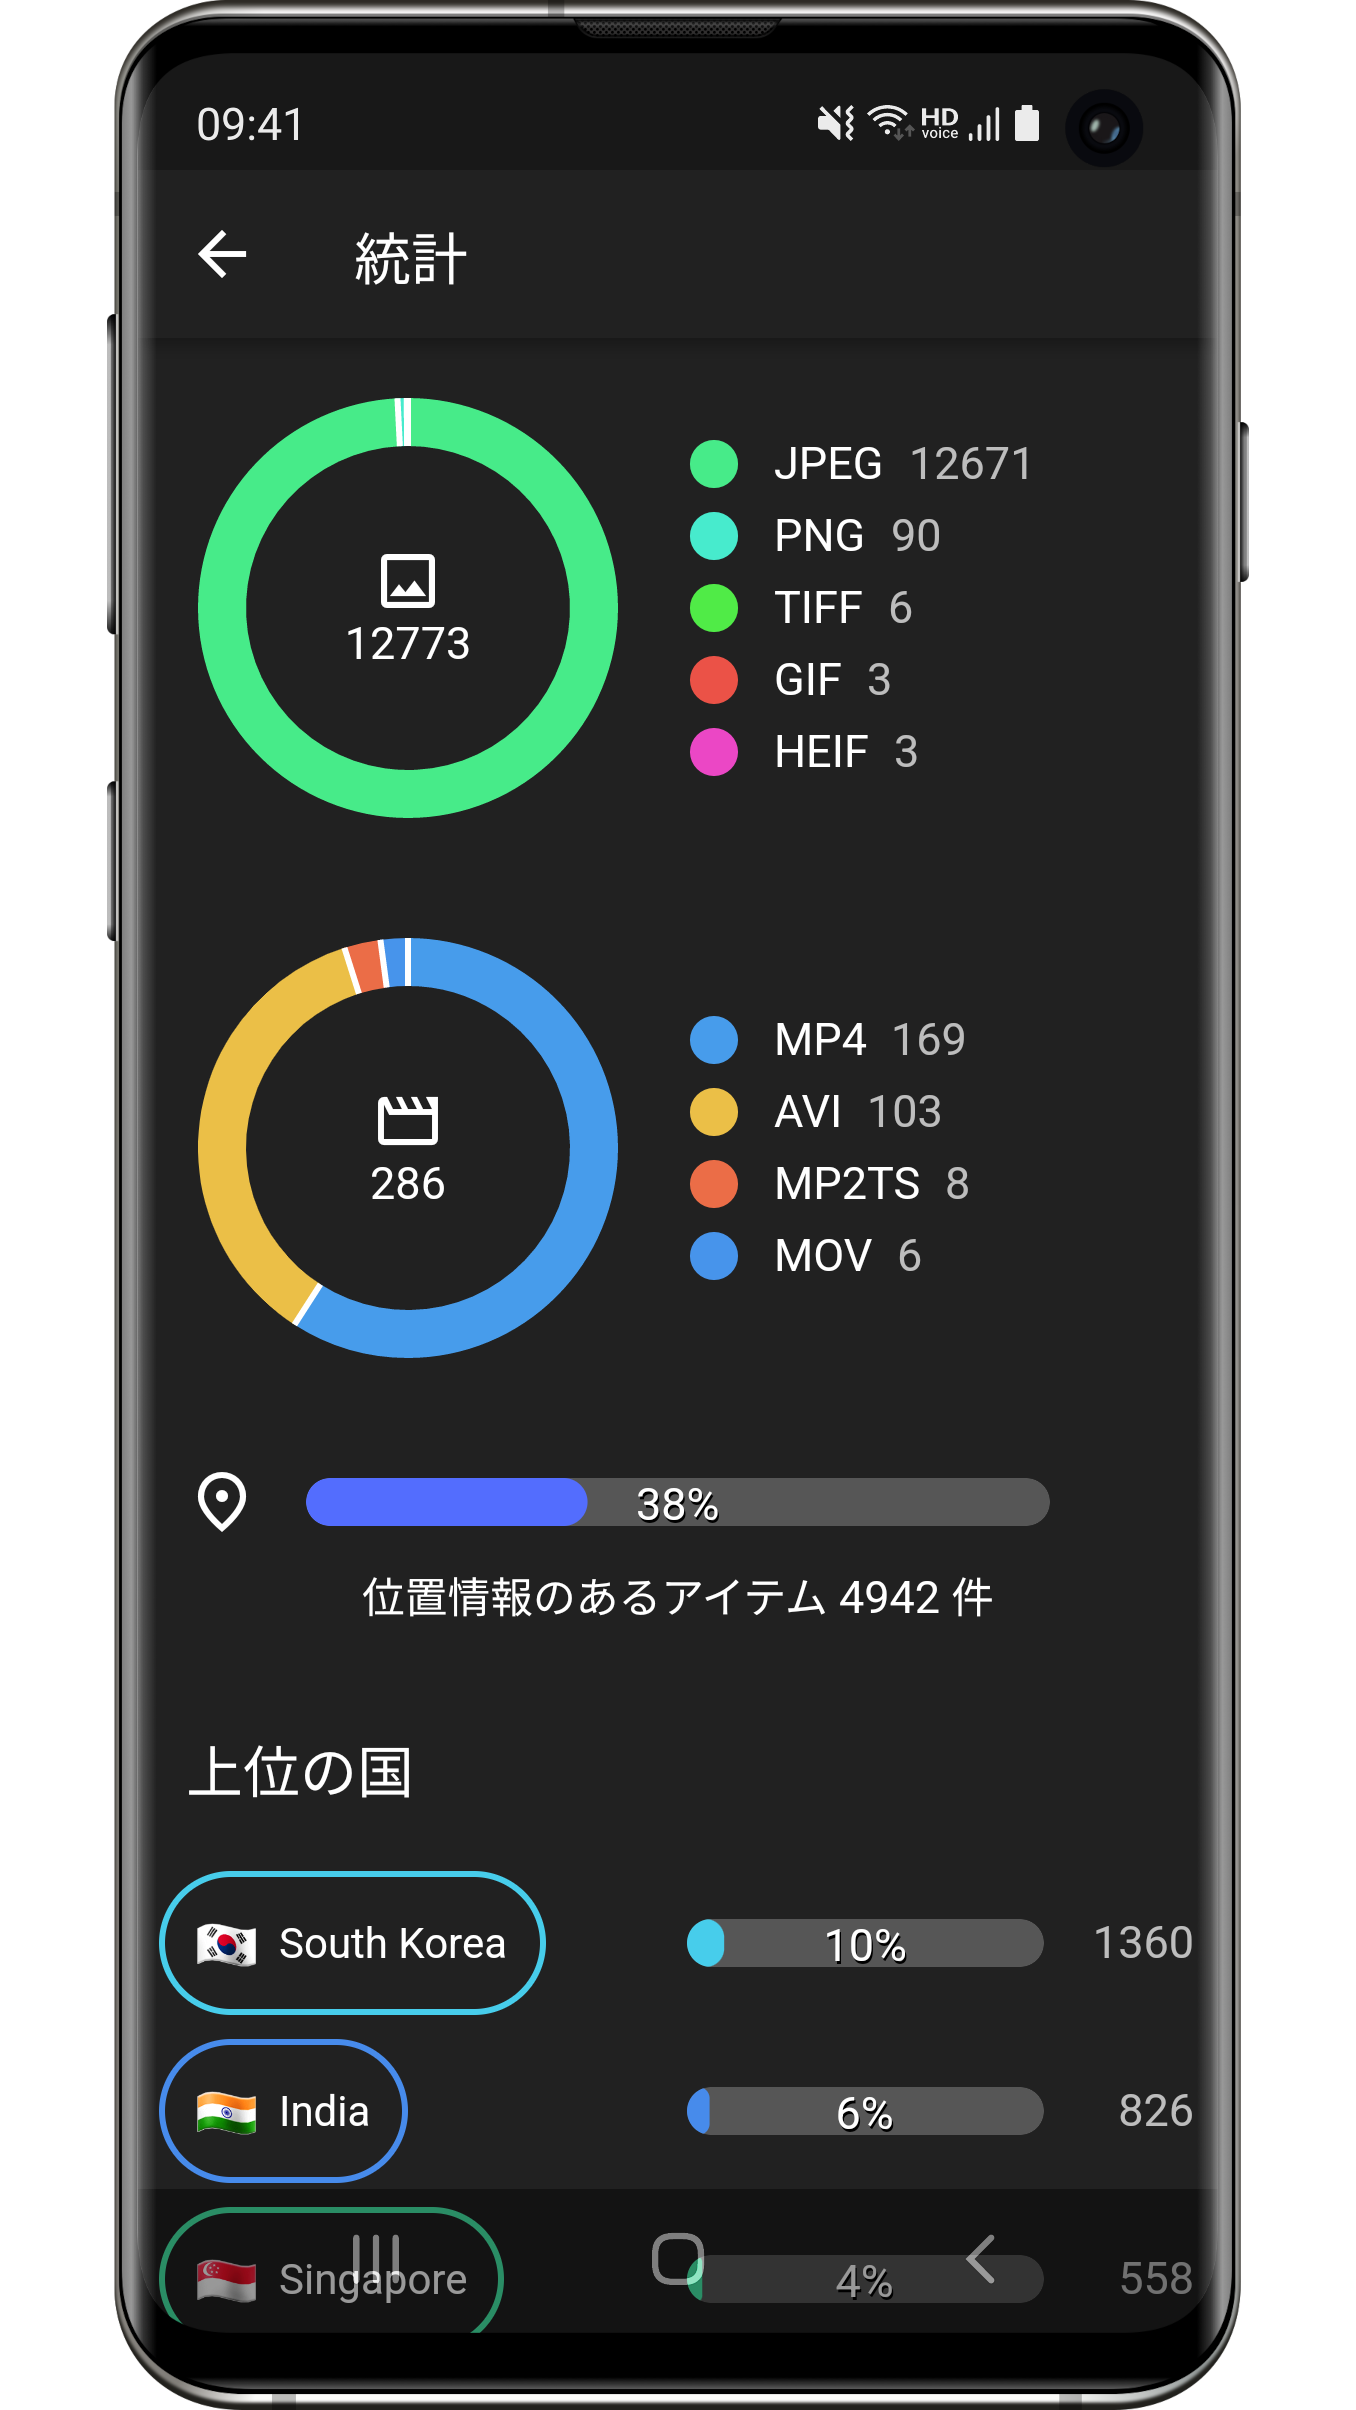 09:41
HD voice
統計
12773
JPEG 12671
PNG 90
TIFF 6
GIF 3
HEIF 3
286
MP4 169
AVI 103
MP2TS 8
MOV 6
38%
位置情報のあるアイテム 4942 件
上位の国
South Korea 10% 1360
India 6% 826
Singapore 4% 558